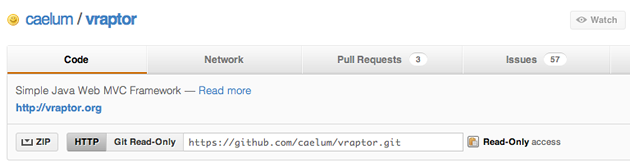 caelum / vraptor
Watch
Code Network Pull Requests 3 Issues 57
Simple Java Web MVC Framework — Read more
http://vraptor.org
ZIP HTTP Git Read-Only https://github.com/caelum/vraptor.git Read-Only access